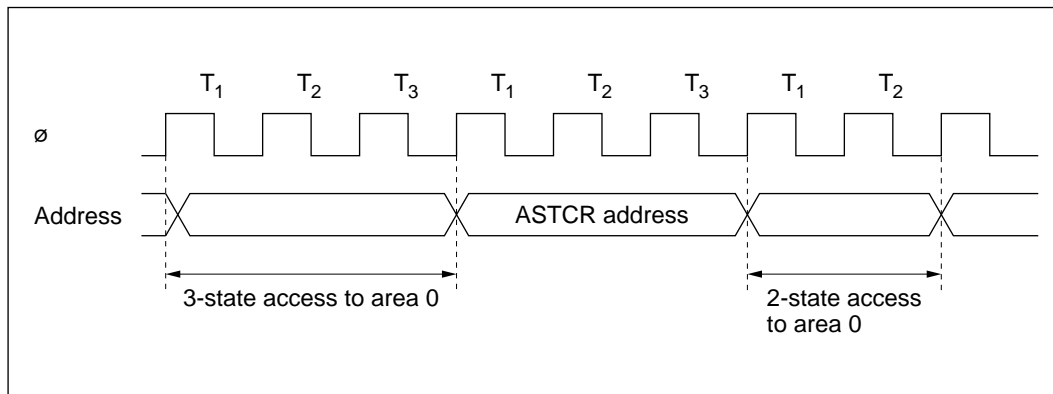 T₁ T₂ T₃ T₁ T₂ T₃ T₁ T₂
ø
Address ASTCR address
3-state access to area 0 2-state access
to area 0